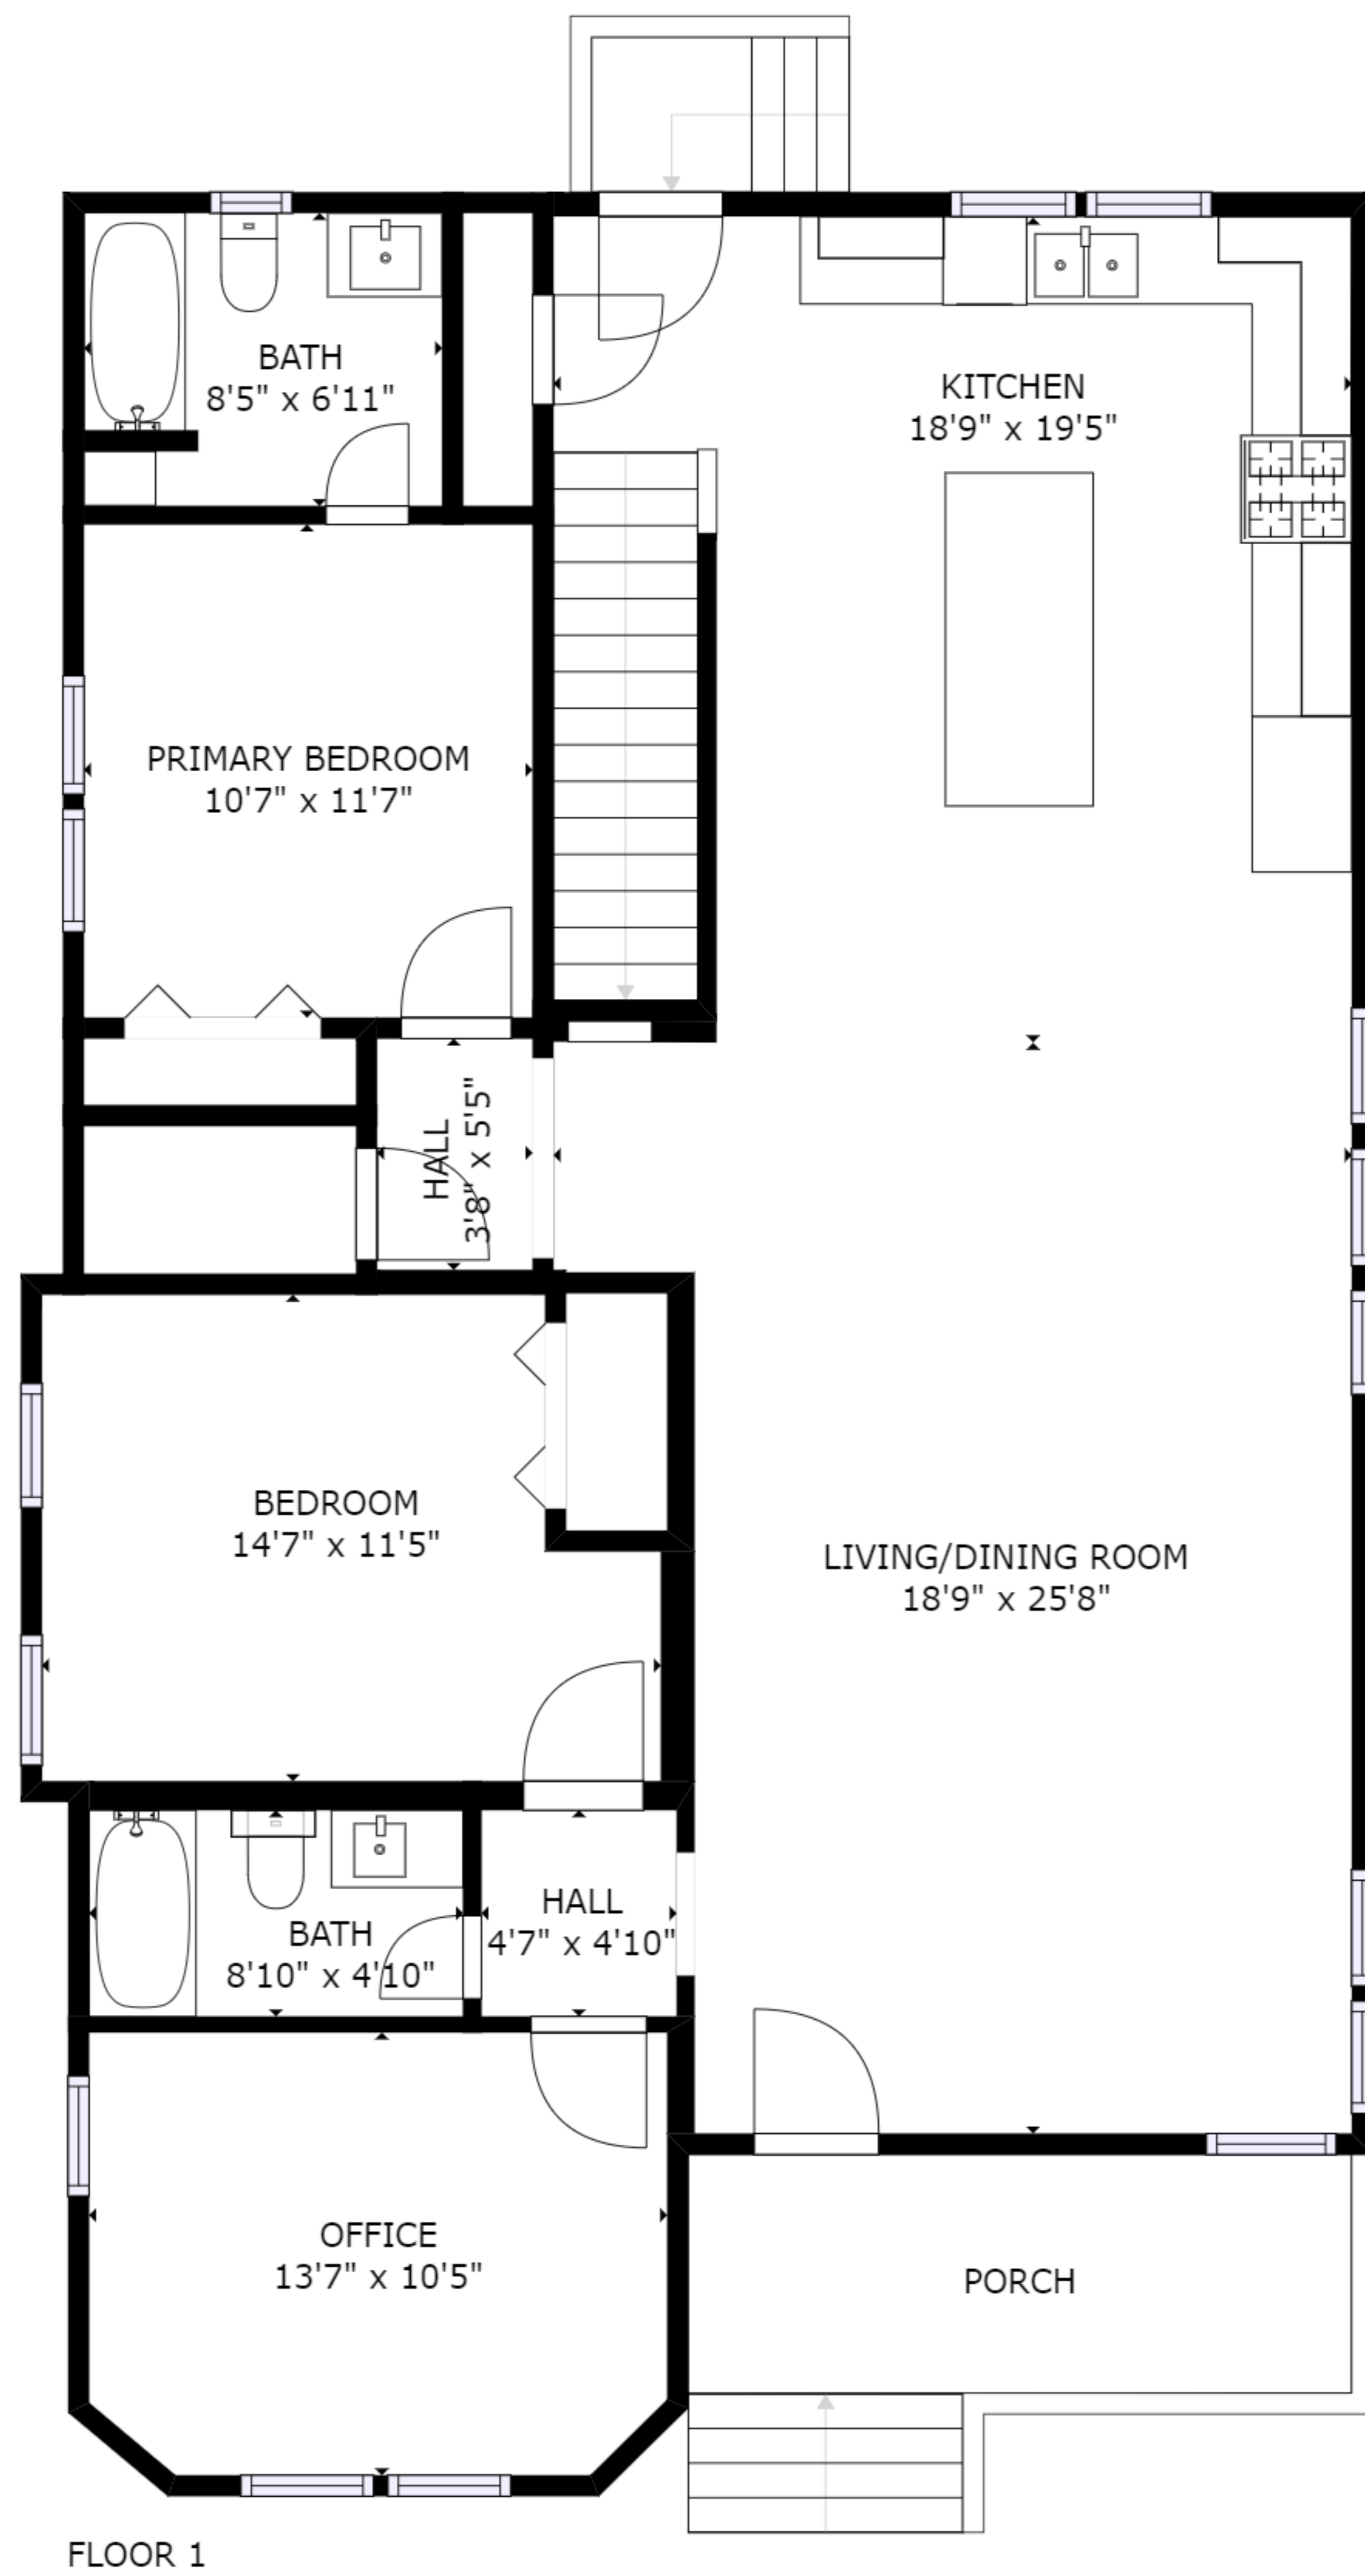 BATH
8'5" x 6'11"
KITCHEN
18'9" x 19'5"
PRIMARY BEDROOM
10'7" x 11'7"
HALL
3'8" x 5'5"
BEDROOM
14'7" x 11'5"
LIVING/DINING ROOM
18'9" x 25'8"
HALL
4'7" x 4'10"
BATH
8'10" x 4'10"
OFFICE
13'7" x 10'5"
PORCH
FLOOR 1